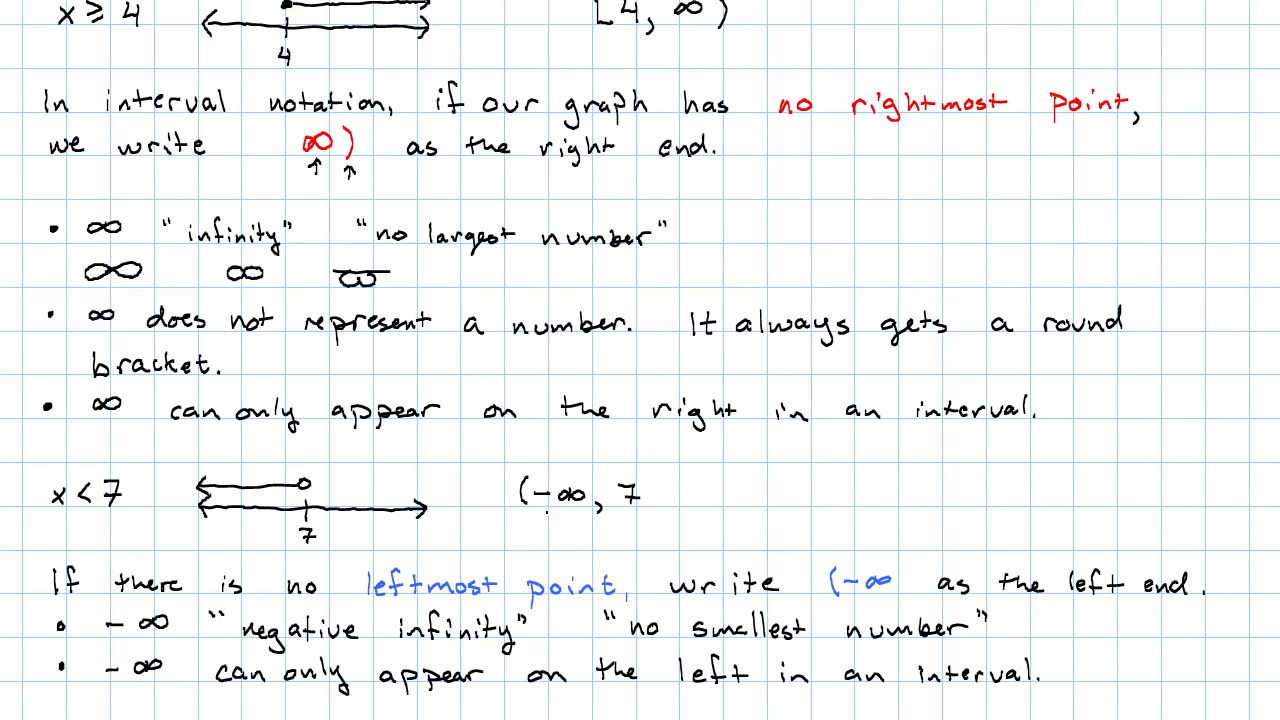 x ≥ 4 [4, ∞)
4
In interval notation, if our graph has no rightmost point,
we write ∞) as the right end.
• ∞ "infinity" "no largest number"
∞ ∞ ϖ
• ∞ does not represent a number. It always gets a round
bracket.
• ∞ can only appear on the right in an interval.
x < 7 (-∞, 7
7
If there is no leftmost point, write (-∞ as the left end.
• -∞ "negative infinity" "no smallest number"
• -∞ can only appear on the left in an interval.